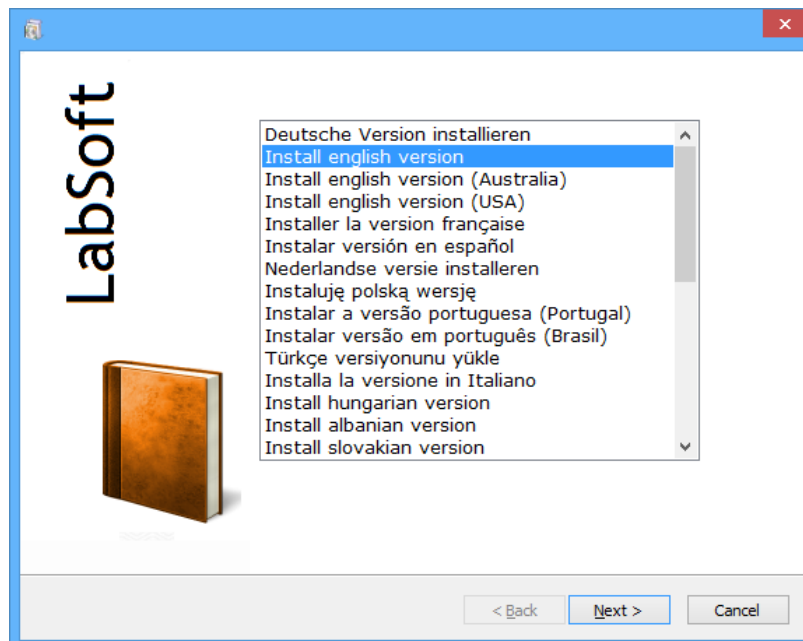 LabSoft
Deutsche Version installieren
Install english version
Install english version (Australia)
Install english version (USA)
Installer la version française
Instalar versión en español
Nederlandse versie installeren
Instaluję polską wersję
Instalar a versão portuguesa (Portugal)
Instalar versão em português (Brasil)
Türkçe versiyonunu yükle
Installa la versione in Italiano
Install hungarian version
Install albanian version
Install slovakian version
< Back
Next >
Cancel